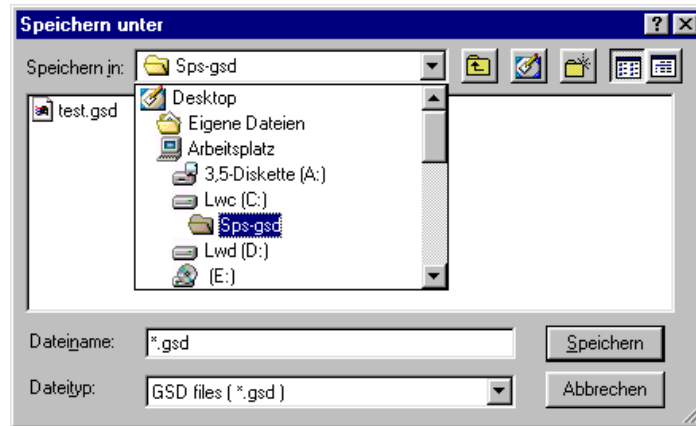 Speichern unter
Speichern in: Sps-gsd
test.gsd
Desktop
Eigene Dateien
Arbeitsplatz
3,5-Diskette (A:)
Lwc (C:)
Sps-gsd
Lwd (D:)
(E:)
Dateiname: *.gsd Speichern
Dateityp: GSD files ( *.gsd ) Abbrechen